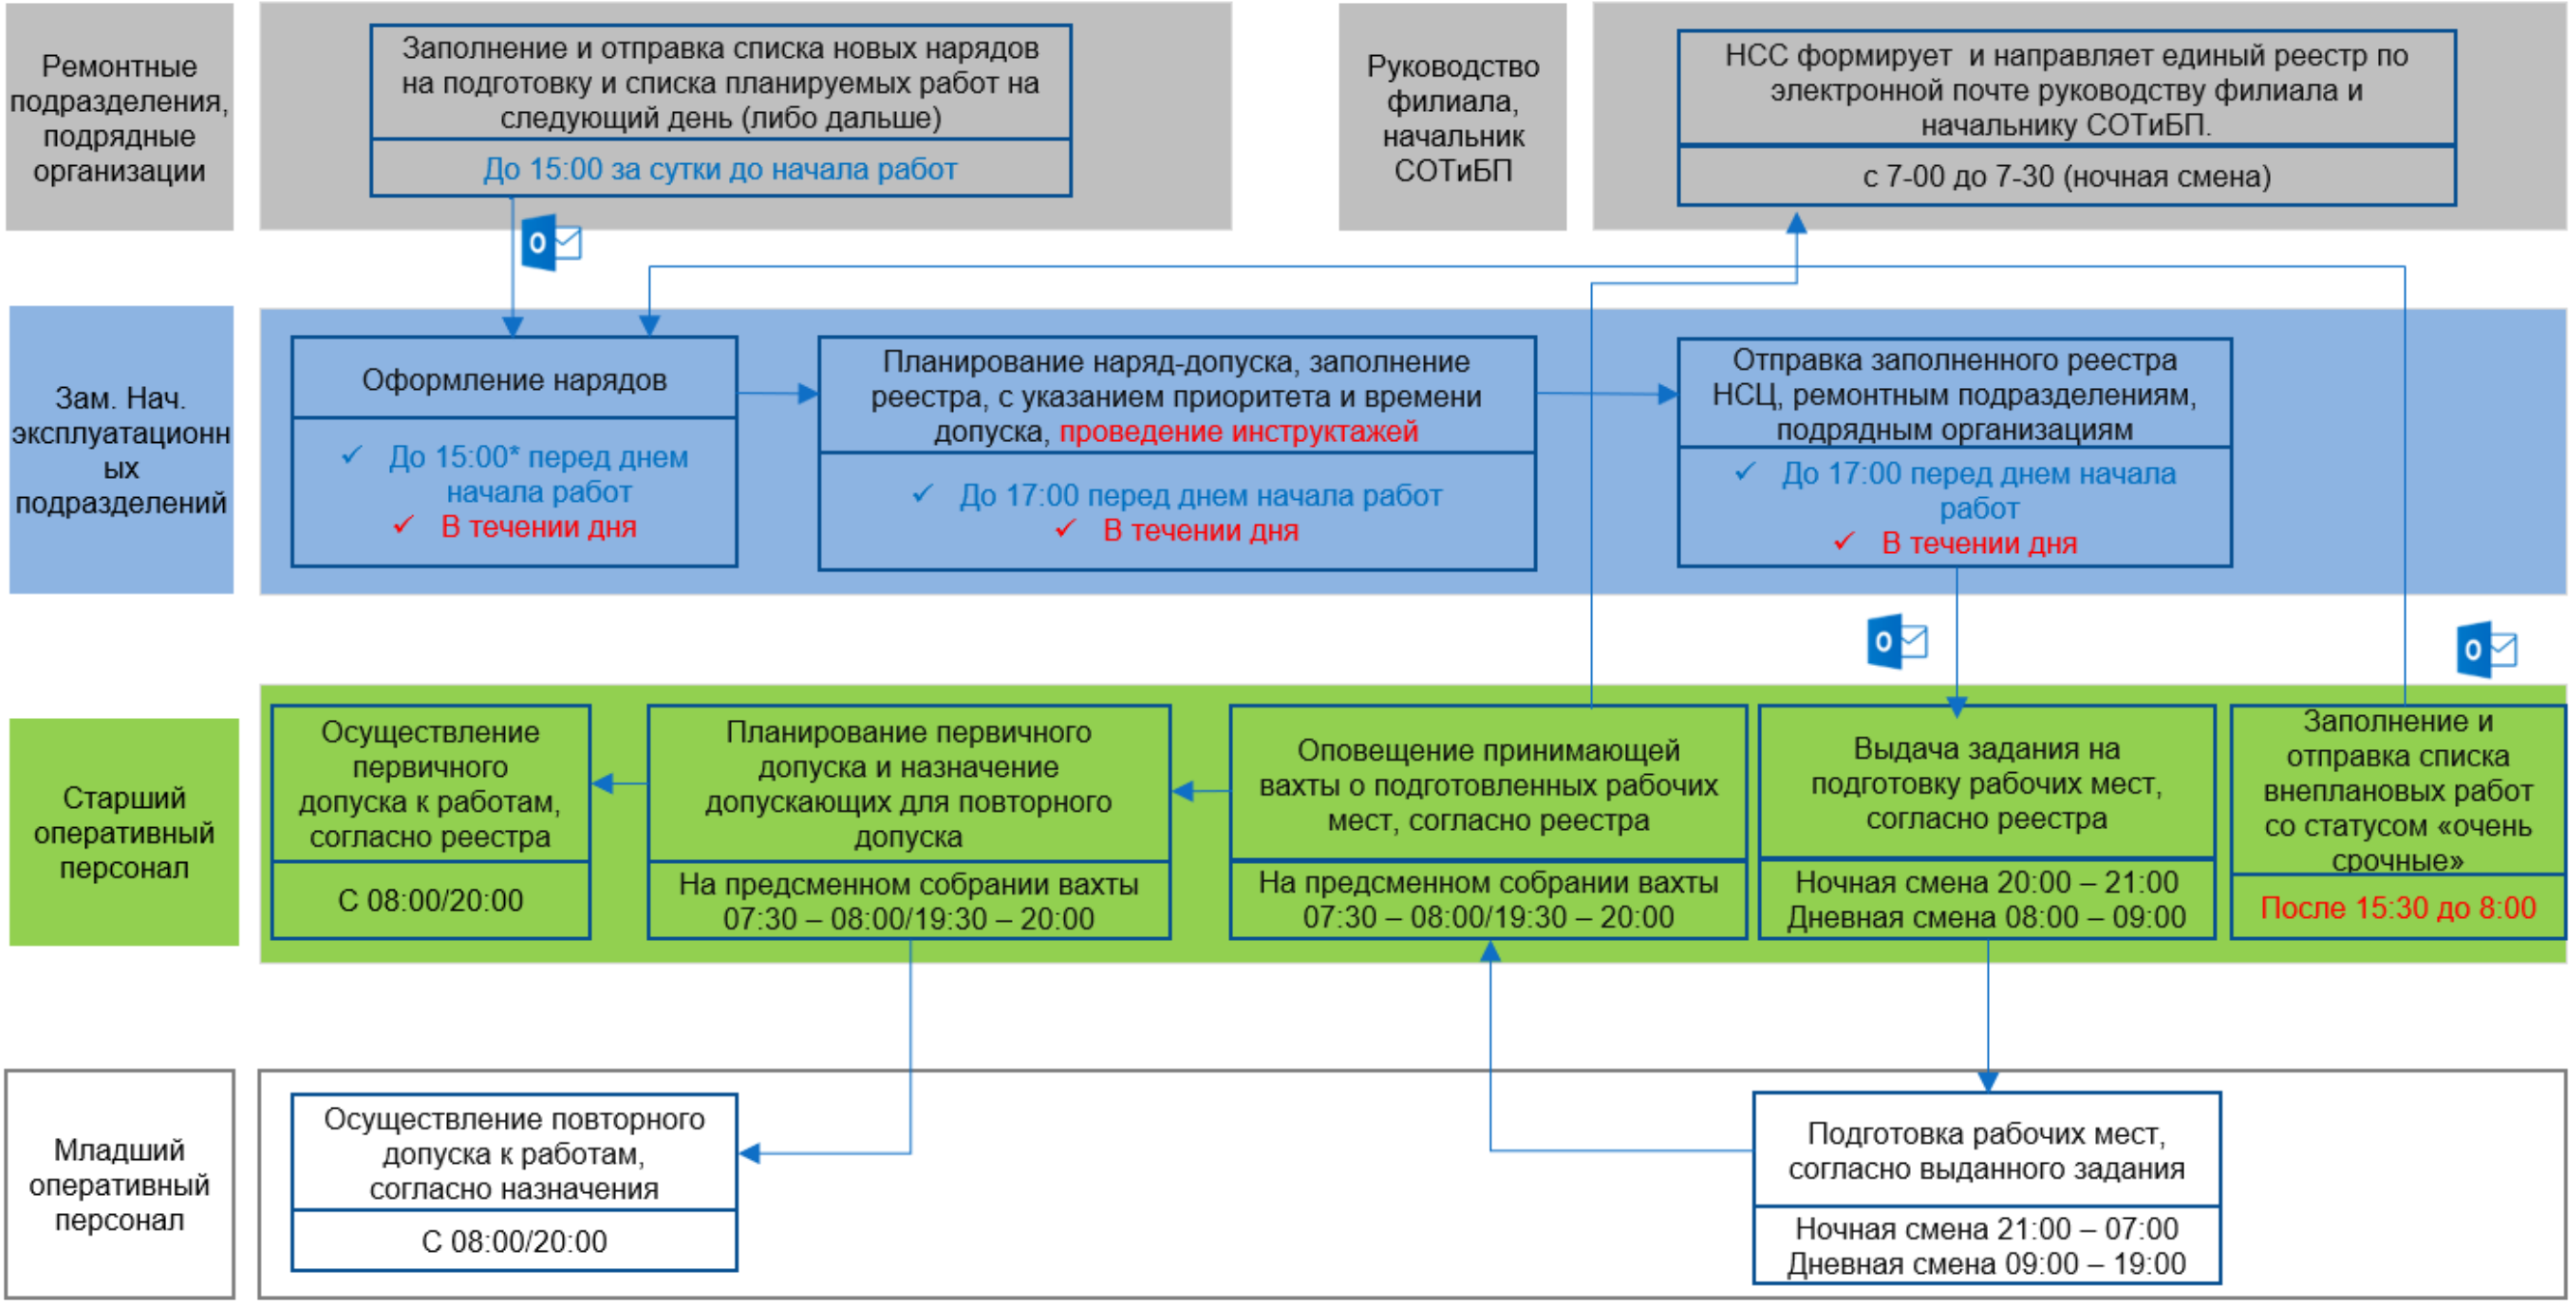 Ремонтные
подразделения,
подрядные
организации
Заполнение и отправка списка новых нарядов
на подготовку и списка планируемых работ на
следующий день (либо дальше)
До 15:00 за сутки до начала работ
Руководство
филиала,
начальник
СОТиБП
НСС формирует и направляет единый реестр по
электронной почте руководству филиала и
начальнику СОТиБП.
с 7-00 до 7-30 (ночная смена)
Зам. Нач.
эксплуатационн
ых
подразделений
Оформление нарядов
✓ До 15:00* перед днем
начала работ
✓ В течении дня
Планирование наряд-допуска, заполнение
реестра, с указанием приоритета и времени
допуска, проведение инструктажей
✓ До 17:00 перед днем начала работ
✓ В течении дня
Отправка заполненного реестра
НСЦ, ремонтным подразделениям,
подрядным организациям
✓ До 17:00 перед днем начала
работ
✓ В течении дня
Старший
оперативный
персонал
Осуществление
первичного
допуска к работам,
согласно реестра
С 08:00/20:00
Планирование первичного
допуска и назначение
допускающих для повторного
допуска
На предсменном собрании вахты
07:30 – 08:00/19:30 – 20:00
Оповещение принимающей
вахты о подготовленных рабочих
мест, согласно реестра
На предсменном собрании вахты
07:30 – 08:00/19:30 – 20:00
Выдача задания на
подготовку рабочих мест,
согласно реестра
Ночная смена 20:00 – 21:00
Дневная смена 08:00 – 09:00
Заполнение и
отправка списка
внеплановых работ
со статусом «очень
срочные»
После 15:30 до 8:00
Младший
оперативный
персонал
Осуществление повторного
допуска к работам,
согласно назначения
С 08:00/20:00
Подготовка рабочих мест,
согласно выданного задания
Ночная смена 21:00 – 07:00
Дневная смена 09:00 – 19:00